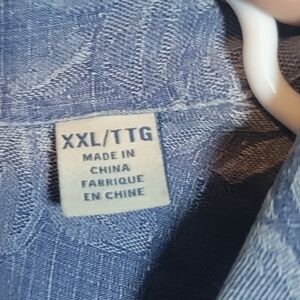 XXL/TTG
MADE IN
CHINA
FABRIQUE
EN CHINE